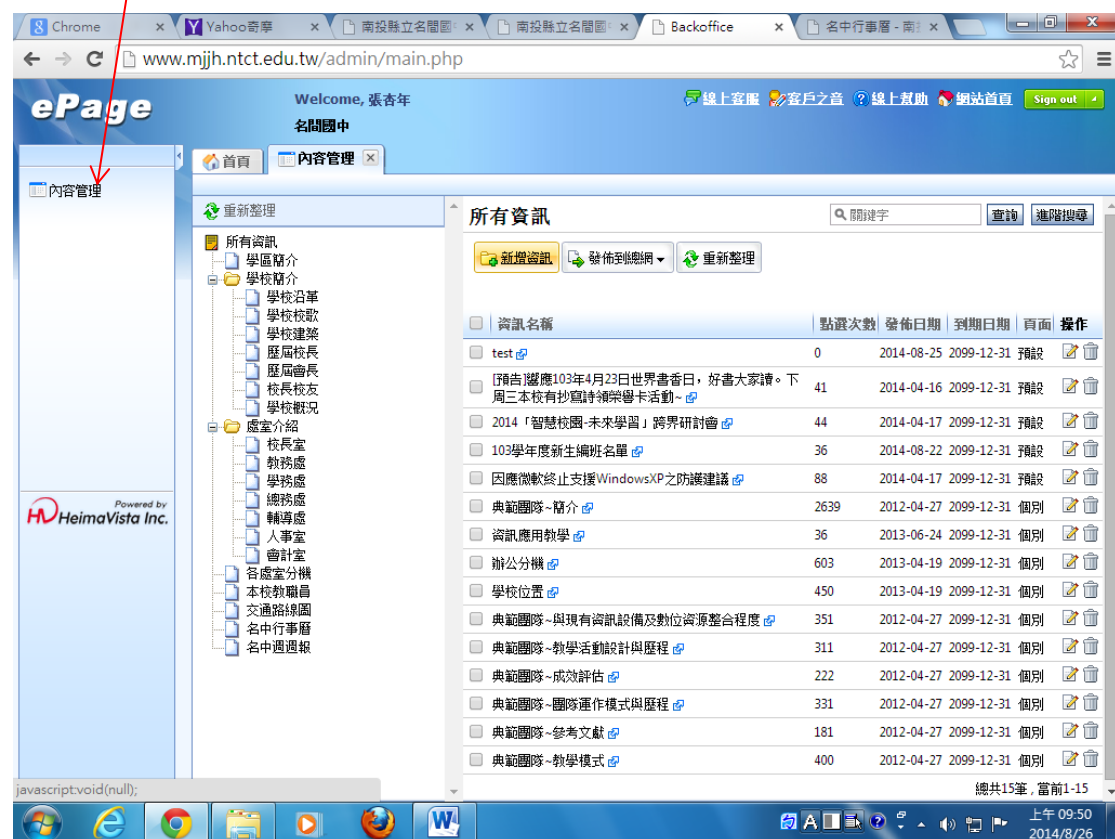 Chrome
Yahoo奇摩
南投縣立名間國
南投縣立名間國
Backoffice
名中行事曆 - 南
www.mjjh.ntct.edu.tw/admin/main.php
ePage
Welcome, 張杏年
名間國中
線上客服
客戶之音
線上幫助
網站首頁
Sign out
內容管理
首頁
內容管理
重新整理
所有資訊
學區簡介
學校簡介
學校沿革
學校校歌
學校建築
歷屆校長
歷屆會長
校長校友
學校概況
處室介紹
校長室
教務處
學務處
總務處
輔導處
人事室
會計室
各處室分機
本校教職員
交通路線圖
名中行事曆
名中週週報
Powered by
HeimaVista Inc.
所有資訊
關鍵字
查詢
進階搜尋
新增資訊
發佈到總網
重新整理
資訊名稱 點選次數 發佈日期 到期日期 頁面 操作
test 0 2014-08-25 2099-12-31 預設
[預告]響應103年4月23日世界書香日，好書大家讀。下
周三本校有抄寫詩領榮譽卡活動~ 41 2014-04-16 2099-12-31 預設
2014「智慧校園-未來學習」跨界研討會 44 2014-04-17 2099-12-31 預設
103學年度新生編班名單 36 2014-08-22 2099-12-31 預設
因應微軟終止支援WindowsXP之防護建議 88 2014-04-17 2099-12-31 預設
典範團隊~簡介 2639 2012-04-27 2099-12-31 個別
資訊應用教學 36 2013-06-24 2099-12-31 個別
辦公分機 603 2013-04-19 2099-12-31 個別
學校位置 450 2013-04-19 2099-12-31 個別
典範團隊~與現有資訊設備及數位資源整合程度 351 2012-04-27 2099-12-31 個別
典範團隊~教學活動設計與歷程 311 2012-04-27 2099-12-31 個別
典範團隊~成效評估 222 2012-04-27 2099-12-31 個別
典範團隊~團隊運作模式與歷程 331 2012-04-27 2099-12-31 個別
典範團隊~參考文獻 181 2012-04-27 2099-12-31 個別
典範團隊~教學模式 400 2012-04-27 2099-12-31 個別
總共15筆 , 當前1-15
javascript:void(null);
上午 09:50
2014/8/26